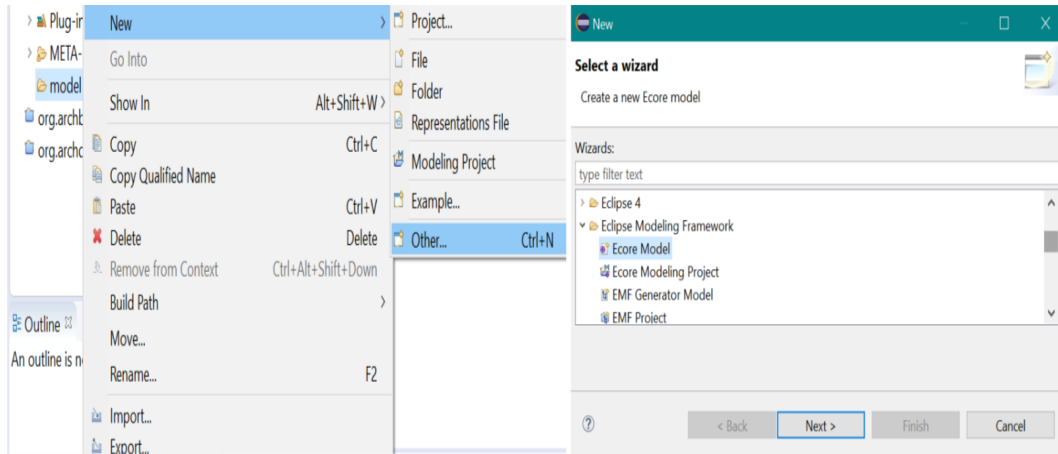 Plug-in
META-
model
org.archb
org.archc
Outline
An outline is n
New
Go Into
Show In Alt+Shift+W >
Copy Ctrl+C
Copy Qualified Name
Paste Ctrl+V
Delete Delete
Remove from Context Ctrl+Alt+Shift+Down
Build Path
Move...
Rename... F2
Import...
Export...
Project...
File
Folder
Representations File
Modeling Project
Example...
Other... Ctrl+N
New
Select a wizard
Create a new Ecore model
Wizards:
type filter text
Eclipse 4
Eclipse Modeling Framework
Ecore Model
Ecore Modeling Project
EMF Generator Model
EMF Project
< Back Next > Finish Cancel